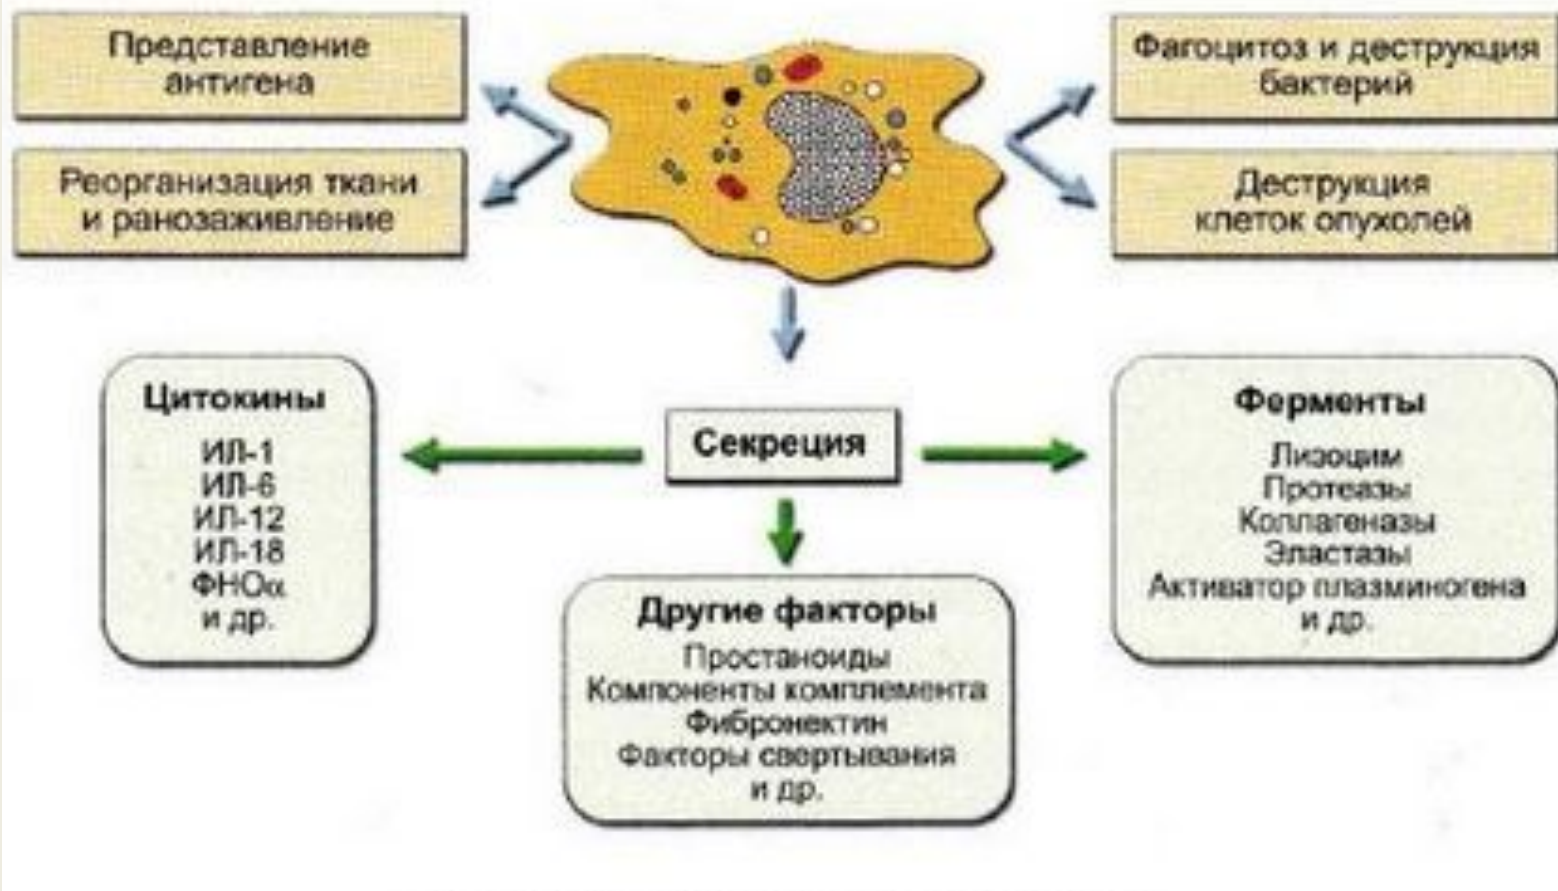 Представление
антигена
Реорганизация ткани
и ранозаживление
Фагоцитоз и деструкция
бактерий
Деструкция
клеток опухолей
Секреция
Цитокины
ИЛ-1
ИЛ-6
ИЛ-12
ИЛ-18
ФНОα
и др.
Другие факторы
Простаноиды
Компоненты комплемента
Фибронектин
Факторы свертывания
и др.
Ферменты
Лизоцим
Протеазы
Коллагеназы
Эластазы
Активатор плазминогена
и др.